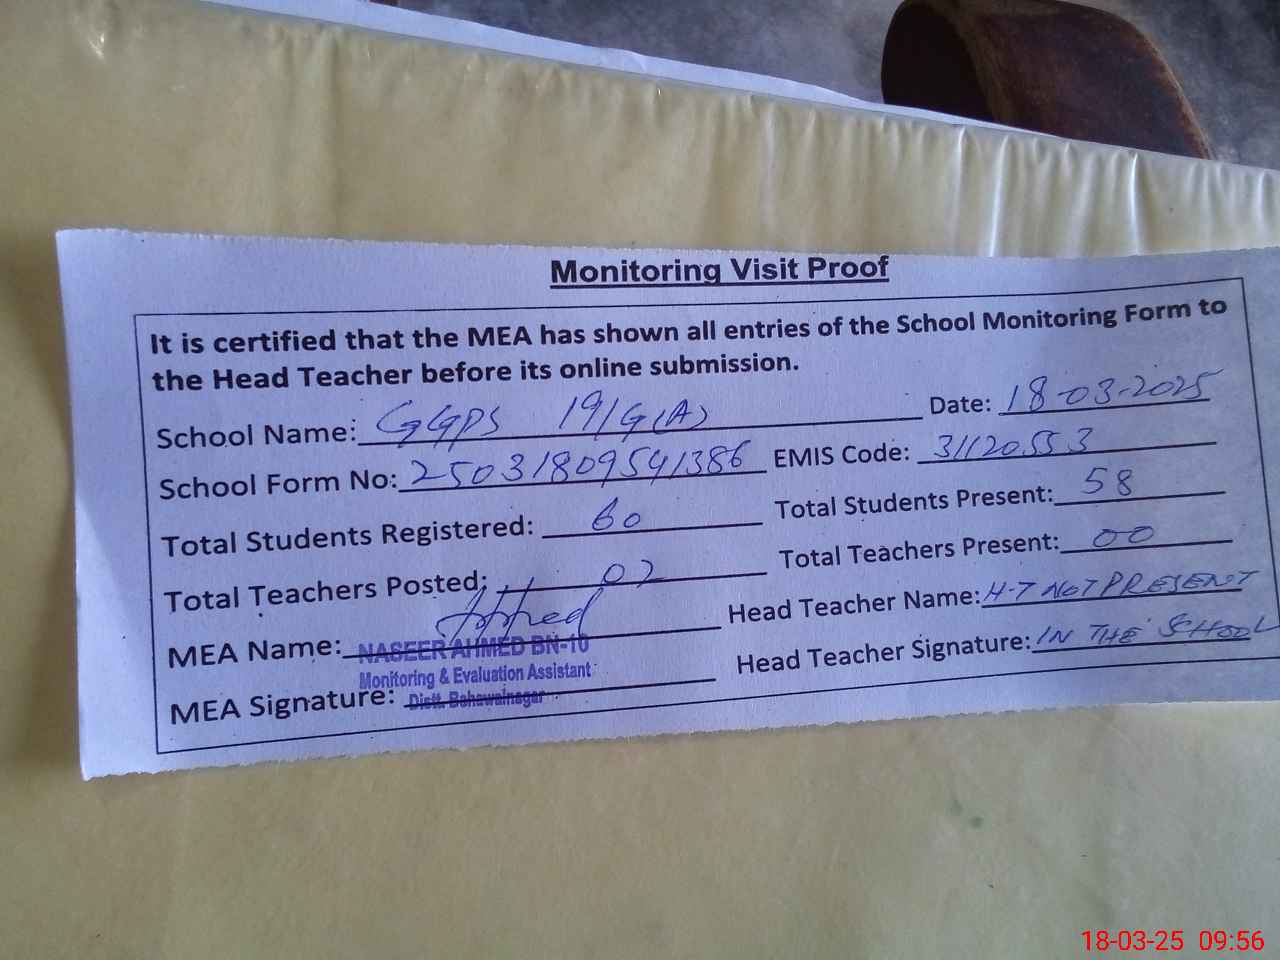 Monitoring Visit Proof
It is certified that the MEA has shown all entries of the School Monitoring Form to
the Head Teacher before its online submission.
School Name: GGPS 191G(A) Date: 18-03-2025
School Form No: 25031809541386 EMIS Code: 31120553
Total Students Registered: 60 Total Students Present: 58
Total Teachers Posted: 02 Total Teachers Present: 00
MEA Name: NASEER AHMED BN-10 Head Teacher Name: H-T NOT PRESENT
Monitoring & Evaluation Assistant
MEA Signature: Distt. Bahawalnagar Head Teacher Signature: IN THE SCHOOL
18-03-25 09:56